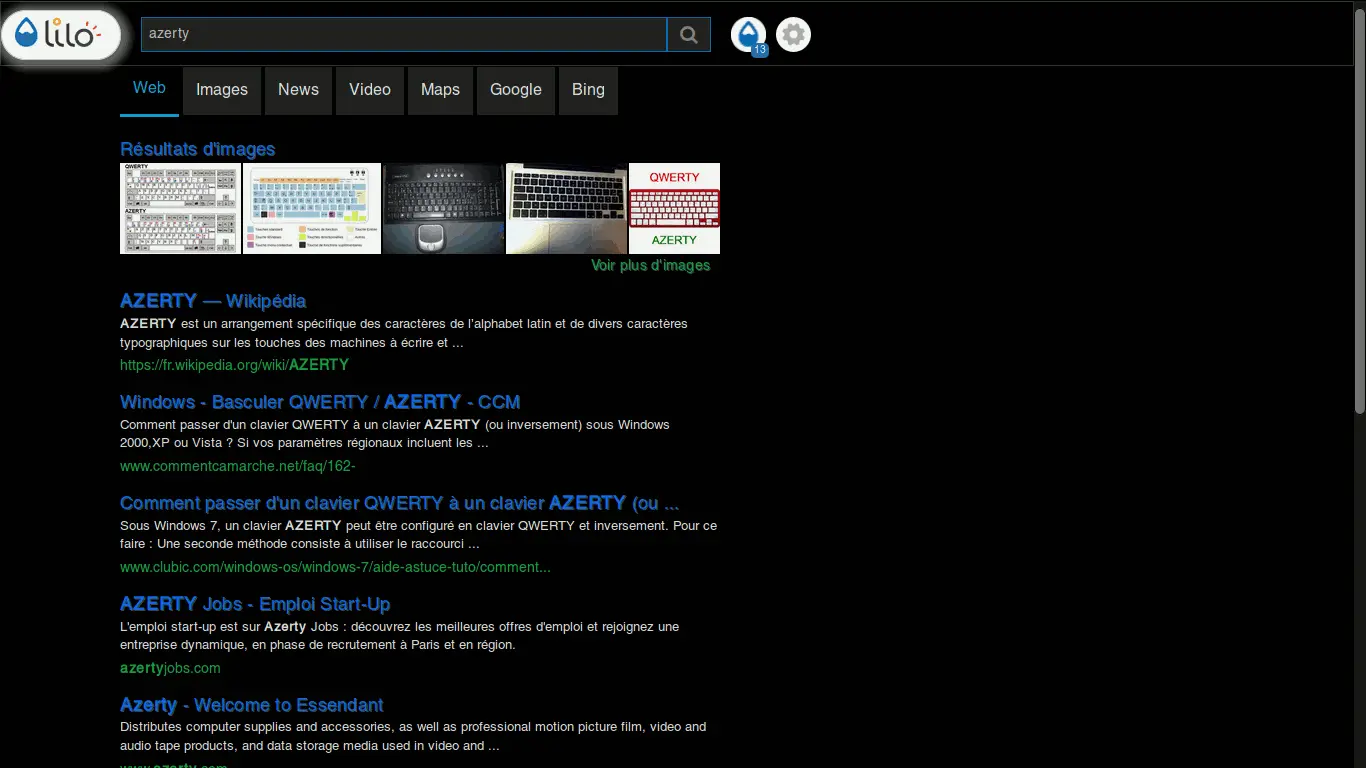 lilo
azerty
13
Web
Images
News
Video
Maps
Google
Bing
Résultats d'images
QWERTY
AZERTY
QWERTY
AZERTY
Voir plus d'images
AZERTY — Wikipédia
AZERTY est un arrangement spécifique des caractères de l'alphabet latin et de divers caractères
typographiques sur les touches des machines à écrire et ...
https://fr.wikipedia.org/wiki/AZERTY
Windows - Basculer QWERTY / AZERTY - CCM
Comment passer d'un clavier QWERTY à un clavier AZERTY (ou inversement) sous Windows
2000,XP ou Vista ? Si vos paramètres régionaux incluent les ...
www.commentcamarche.net/faq/162-
Comment passer d'un clavier QWERTY à un clavier AZERTY (ou ...
Sous Windows 7, un clavier AZERTY peut être configuré en clavier QWERTY et inversement. Pour ce
faire : Une seconde méthode consiste à utiliser le raccourci ...
www.clubic.com/windows-os/windows-7/aide-astuce-tuto/comment...
AZERTY Jobs - Emploi Start-Up
L'emploi start-up est sur Azerty Jobs : découvrez les meilleures offres d'emploi et rejoignez une
entreprise dynamique, en phase de recrutement à Paris et en région.
azertyjobs.com
Azerty - Welcome to Essendant
Distributes computer supplies and accessories, as well as professional motion picture film, video and
audio tape products, and data storage media used in video and ...
www.azerty.com